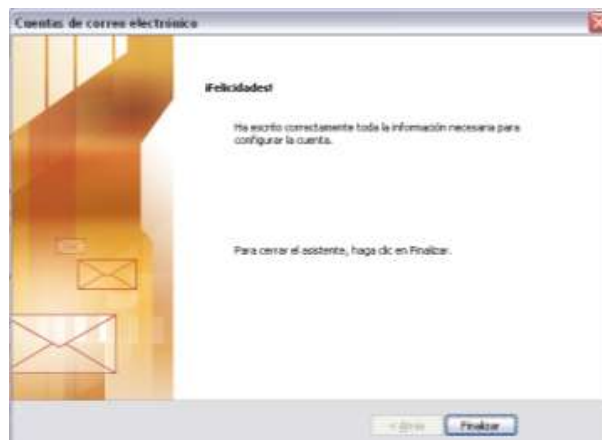 Cuentas de correo electrónico
¡Felicidades!
Ha escrito correctamente toda la información necesaria para
configurar la cuenta.
Para cerrar el asistente, haga clic en Finalizar.
< Atrás
Finalizar